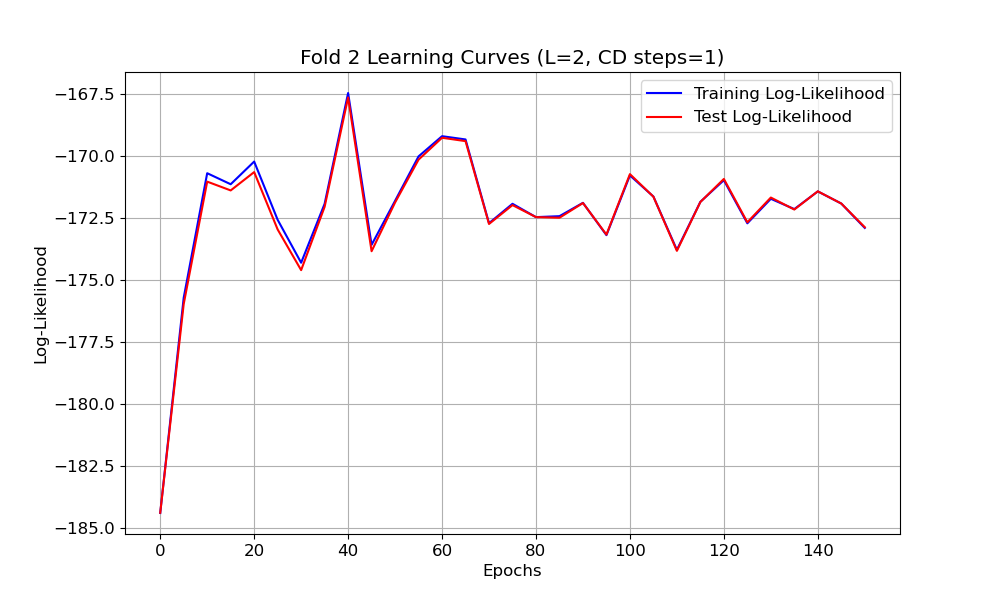 Fold 2 Learning Curves (L=2, CD steps=1)
Training Log-Likelihood
Test Log-Likelihood
Log-Likelihood
−167.5
−170.0
−172.5
−175.0
−177.5
−180.0
−182.5
−185.0
0 20 40 60 80 100 120 140
Epochs